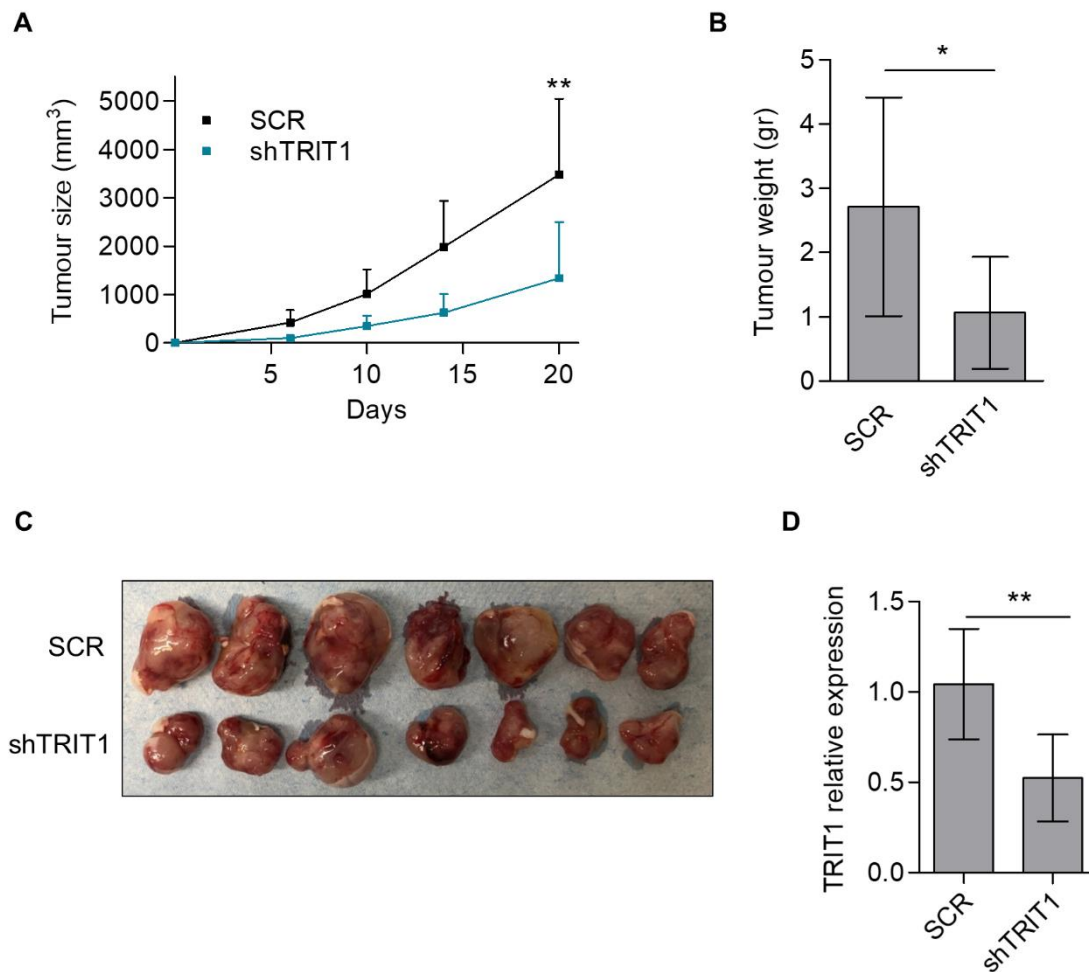 A
Tumour size (mm³)
5000
4000
3000
2000
1000
0
5
10
15
20
Days
SCR
shTRIT1
**
B
Tumour weight (gr)
5
4
3
2
1
0
*
SCR
shTRIT1
C
SCR
shTRIT1
D
TRIT1 relative expression
1.5
1.0
0.5
0.0
**
SCR
shTRIT1